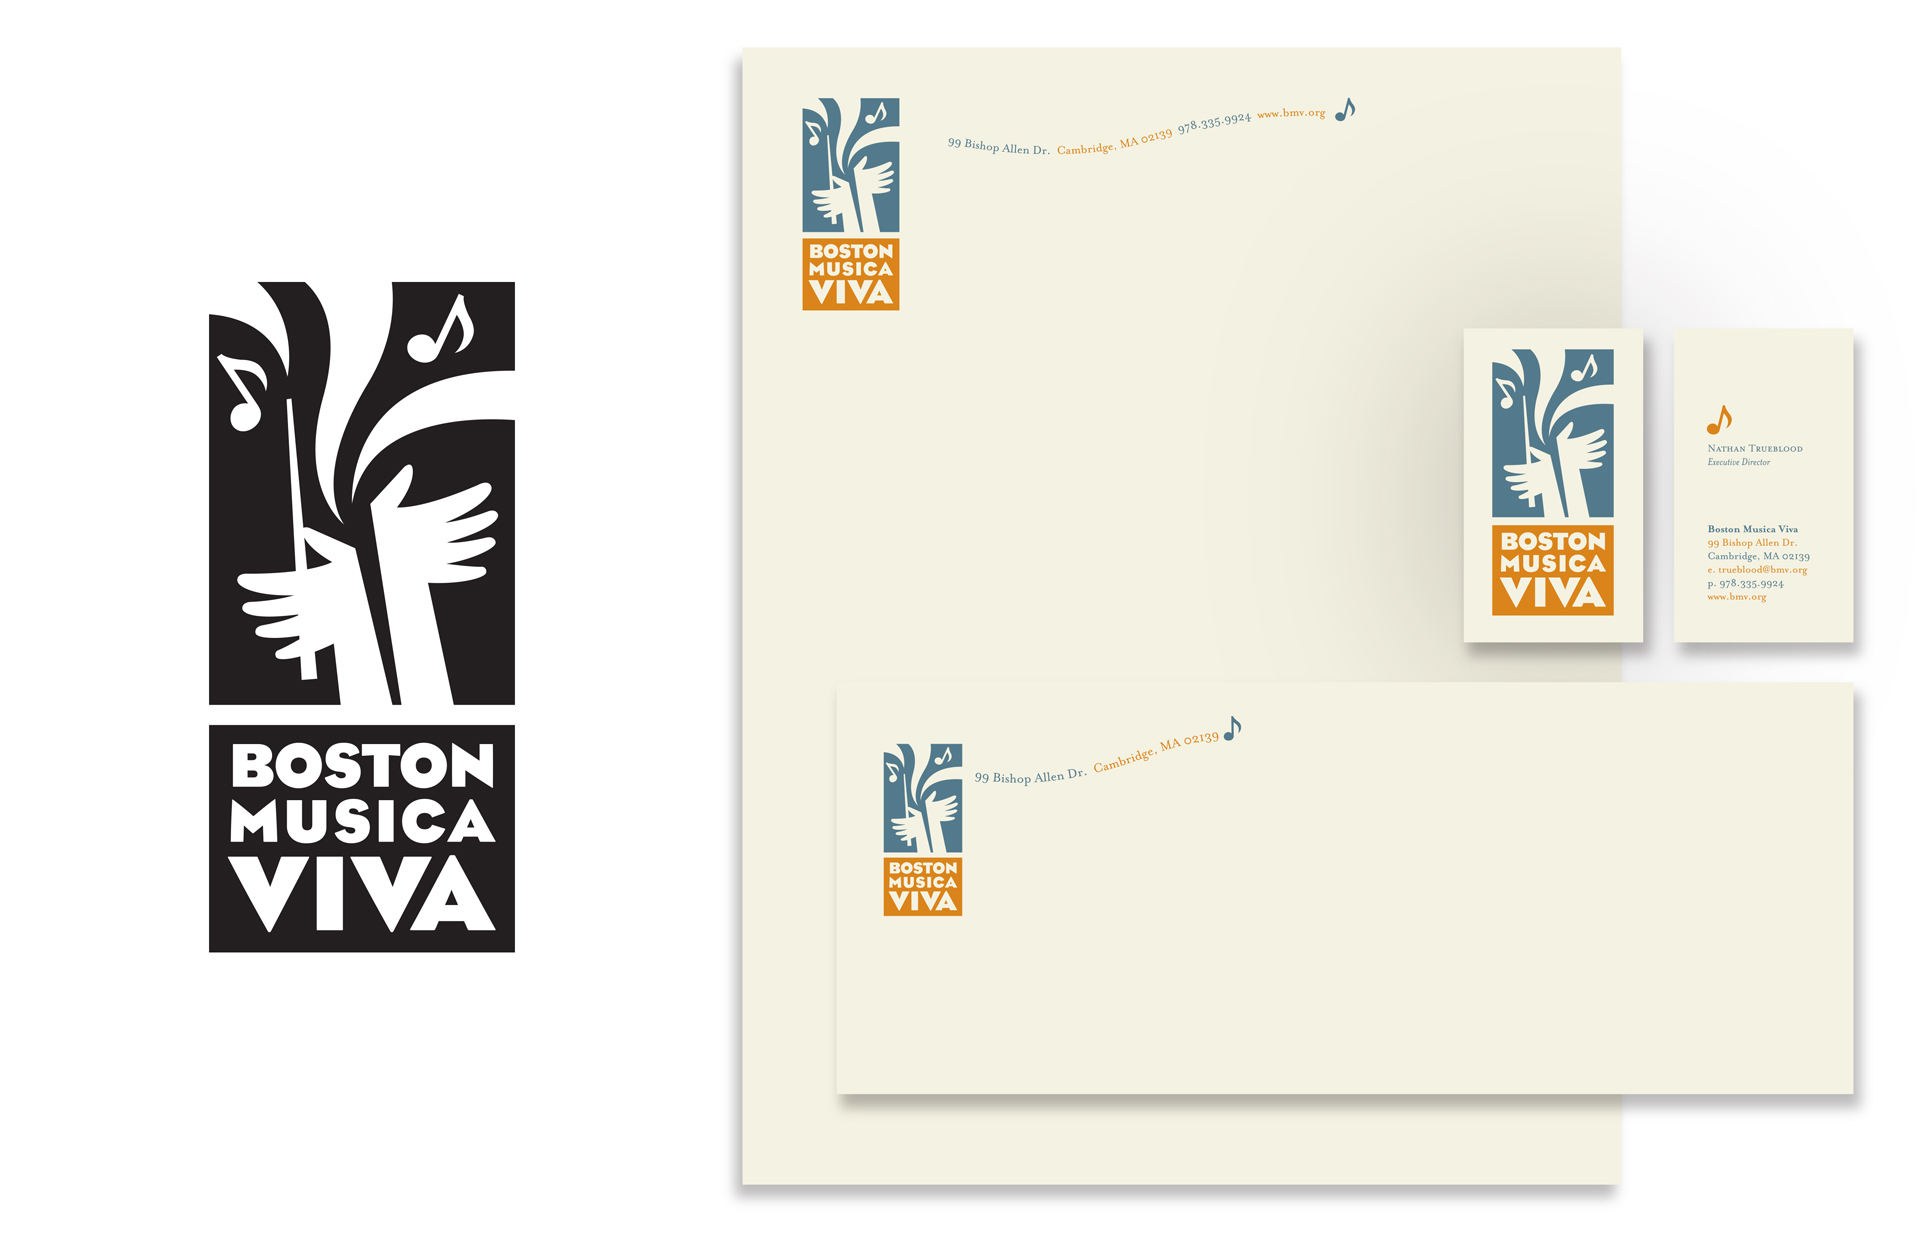 BOSTON
MUSICA
VIVA
99 Bishop Allen Dr. Cambridge, MA 02139 978.335.9924 www.bmv.org
BOSTON
MUSICA
VIVA
BOSTON
MUSICA
VIVA
Nathan Trueblood
Executive Director
Boston Musica Viva
99 Bishop Allen Dr.
Cambridge, MA 02139
e. trueblood@bmv.org
p. 978.335.9924
www.bmv.org
99 Bishop Allen Dr. Cambridge, MA 02139
BOSTON
MUSICA
VIVA